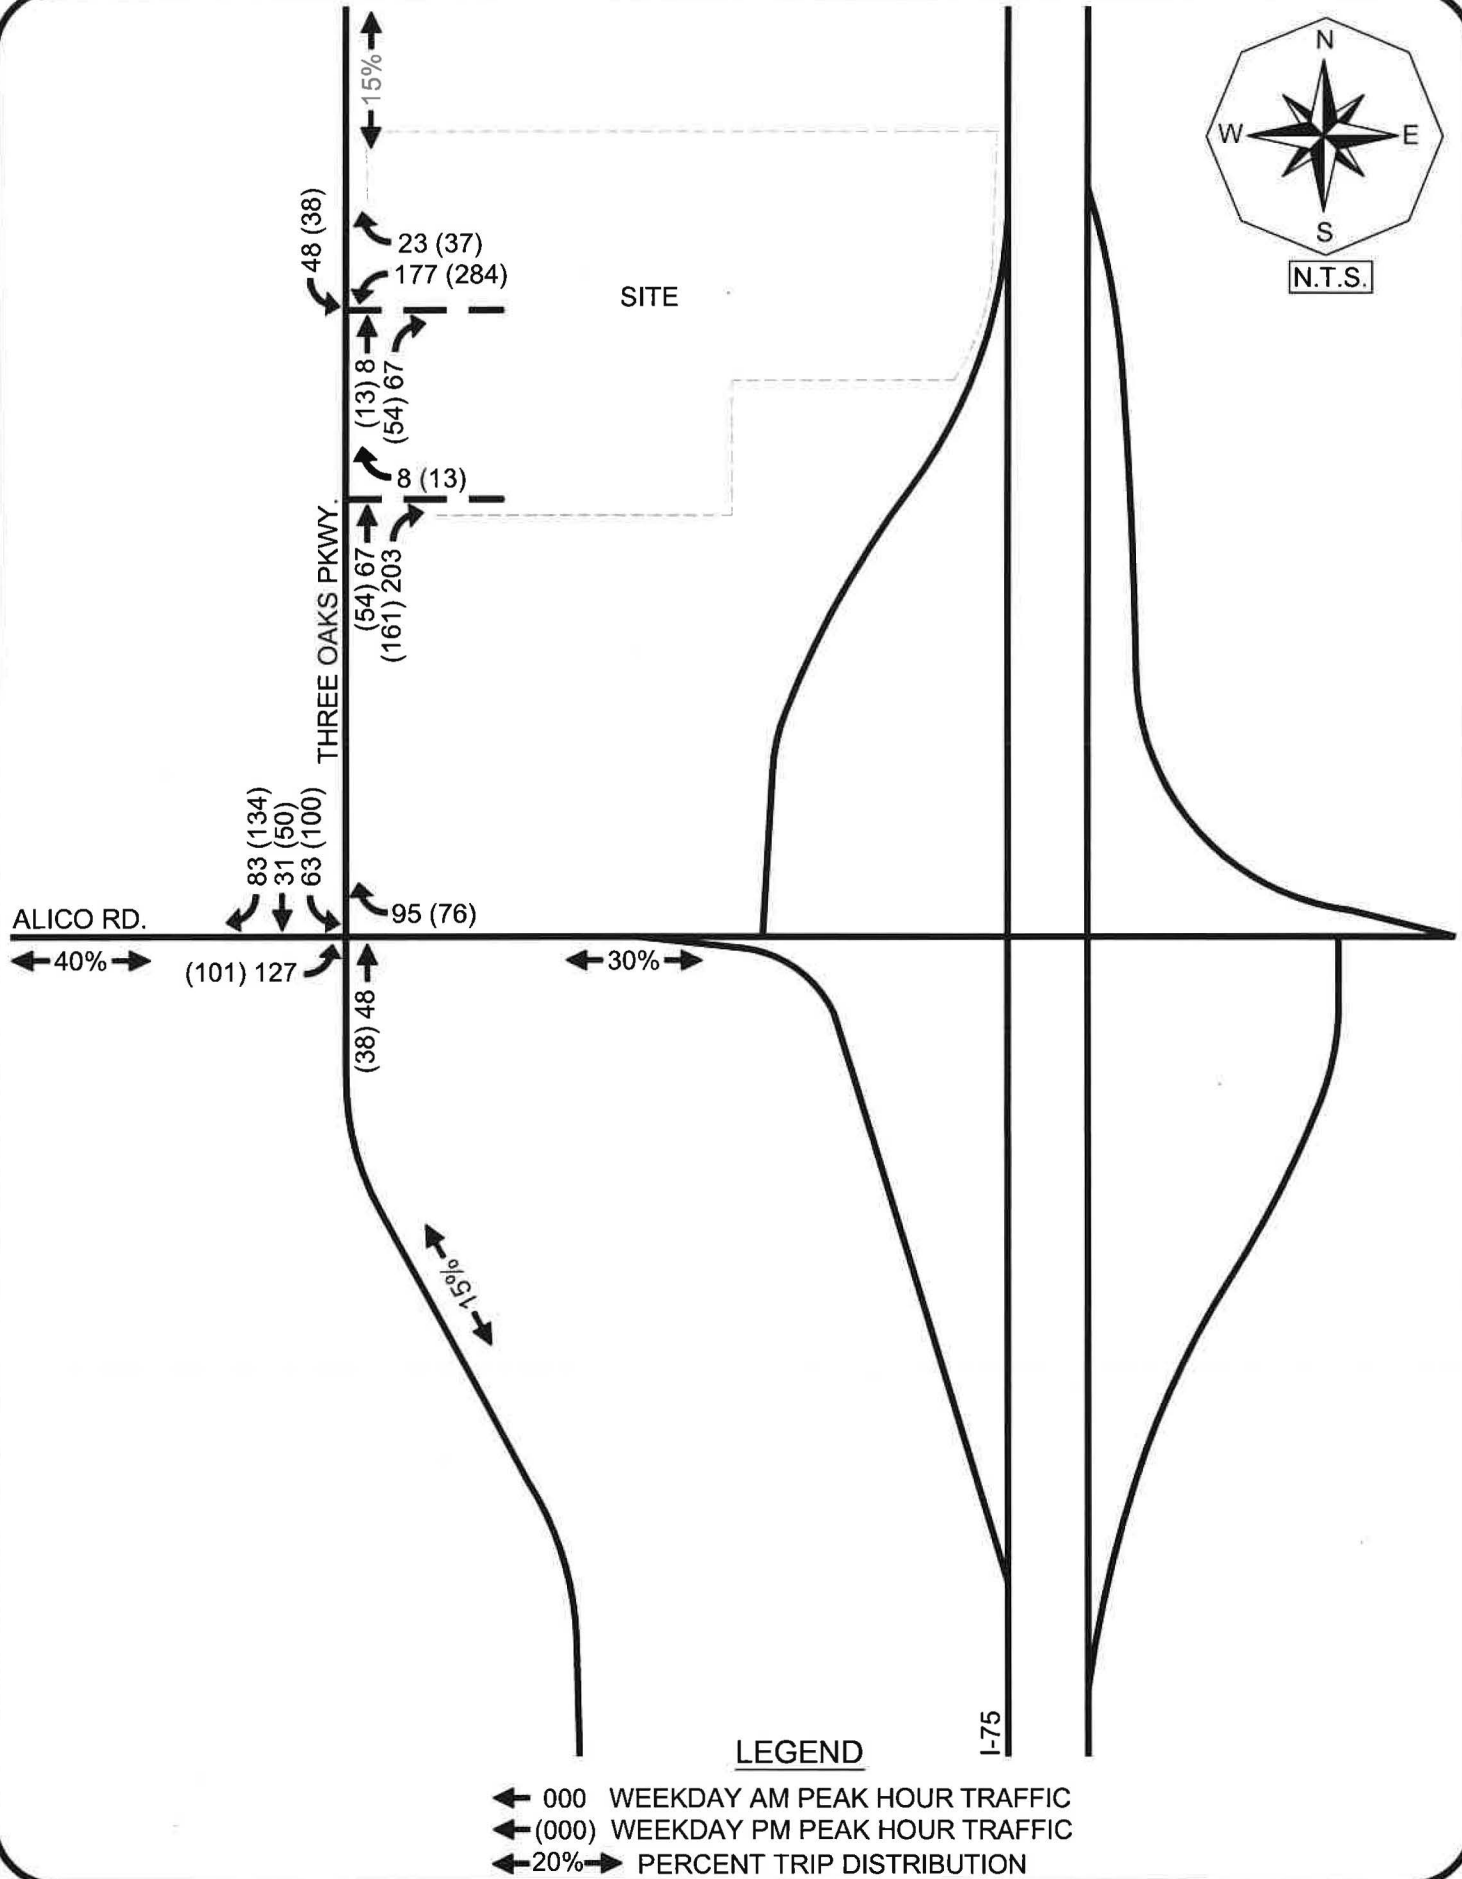 N
W
E
S
N.T.S.
15%
48 (38)
23 (37)
177 (284)
SITE
(13) 8
(54) 67
8 (13)
(54) 67
(161) 203
THREE OAKS PKWY.
83 (134)
31 (50)
63 (100)
95 (76)
ALICO RD.
40%
(101) 127
30%
(38) 48
15%
I-75
LEGEND
000 WEEKDAY AM PEAK HOUR TRAFFIC
(000) WEEKDAY PM PEAK HOUR TRAFFIC
20% PERCENT TRIP DISTRIBUTION